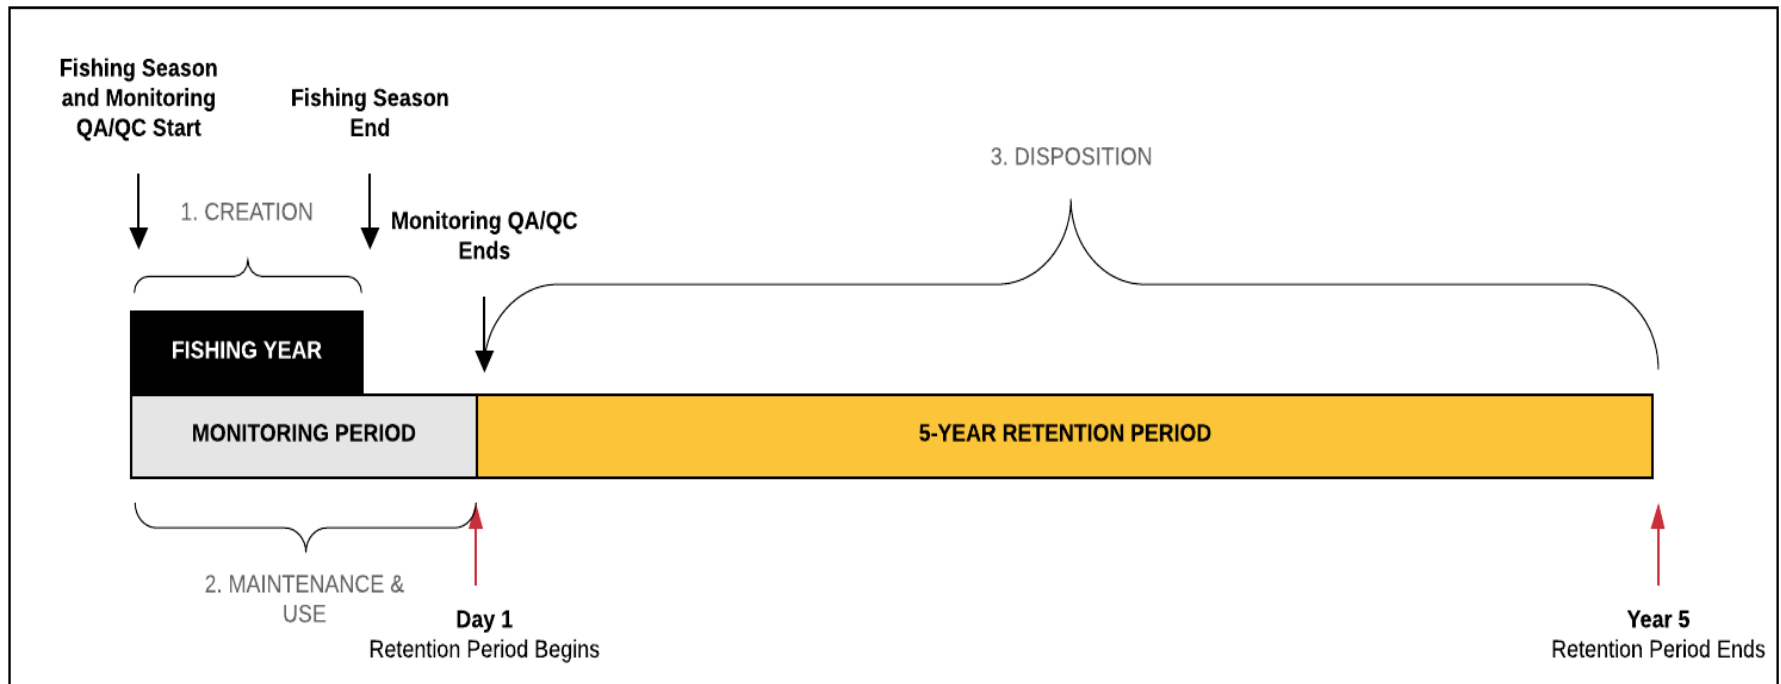 Fishing Season
and Monitoring
QA/QC Start
Fishing Season
End
3. DISPOSITION
1. CREATION
Monitoring QA/QC
Ends
FISHING YEAR
MONITORING PERIOD
5-YEAR RETENTION PERIOD
2. MAINTENANCE &
USE
Day 1
Retention Period Begins
Year 5
Retention Period Ends